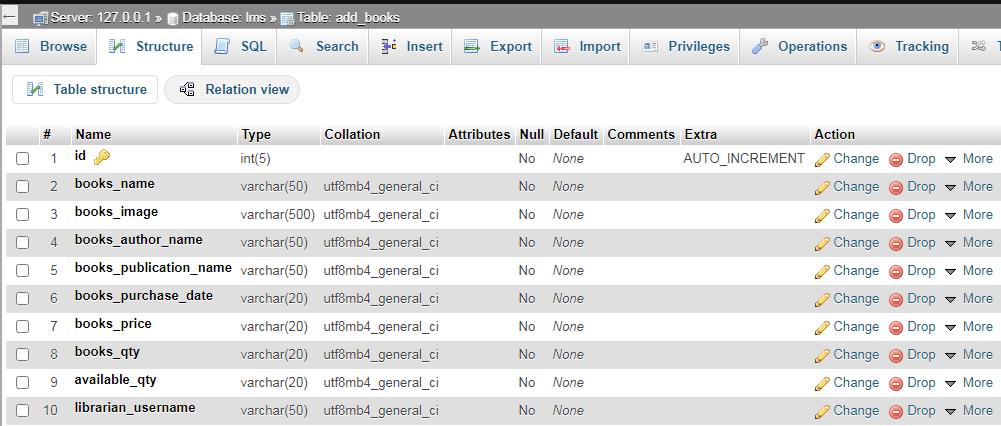 Server: 127.0.0.1 » Database: lms » Table: add_books
Browse Structure SQL Search Insert Export Import Privileges Operations Tracking
Table structure Relation view
# Name Type Collation Attributes Null Default Comments Extra Action
1 id int(5) No None AUTO_INCREMENT Change Drop More
2 books_name varchar(50) utf8mb4_general_ci No None Change Drop More
3 books_image varchar(500) utf8mb4_general_ci No None Change Drop More
4 books_author_name varchar(50) utf8mb4_general_ci No None Change Drop More
5 books_publication_name varchar(50) utf8mb4_general_ci No None Change Drop More
6 books_purchase_date varchar(20) utf8mb4_general_ci No None Change Drop More
7 books_price varchar(20) utf8mb4_general_ci No None Change Drop More
8 books_qty varchar(20) utf8mb4_general_ci No None Change Drop More
9 available_qty varchar(20) utf8mb4_general_ci No None Change Drop More
10 librarian_username varchar(50) utf8mb4_general_ci No None Change Drop More